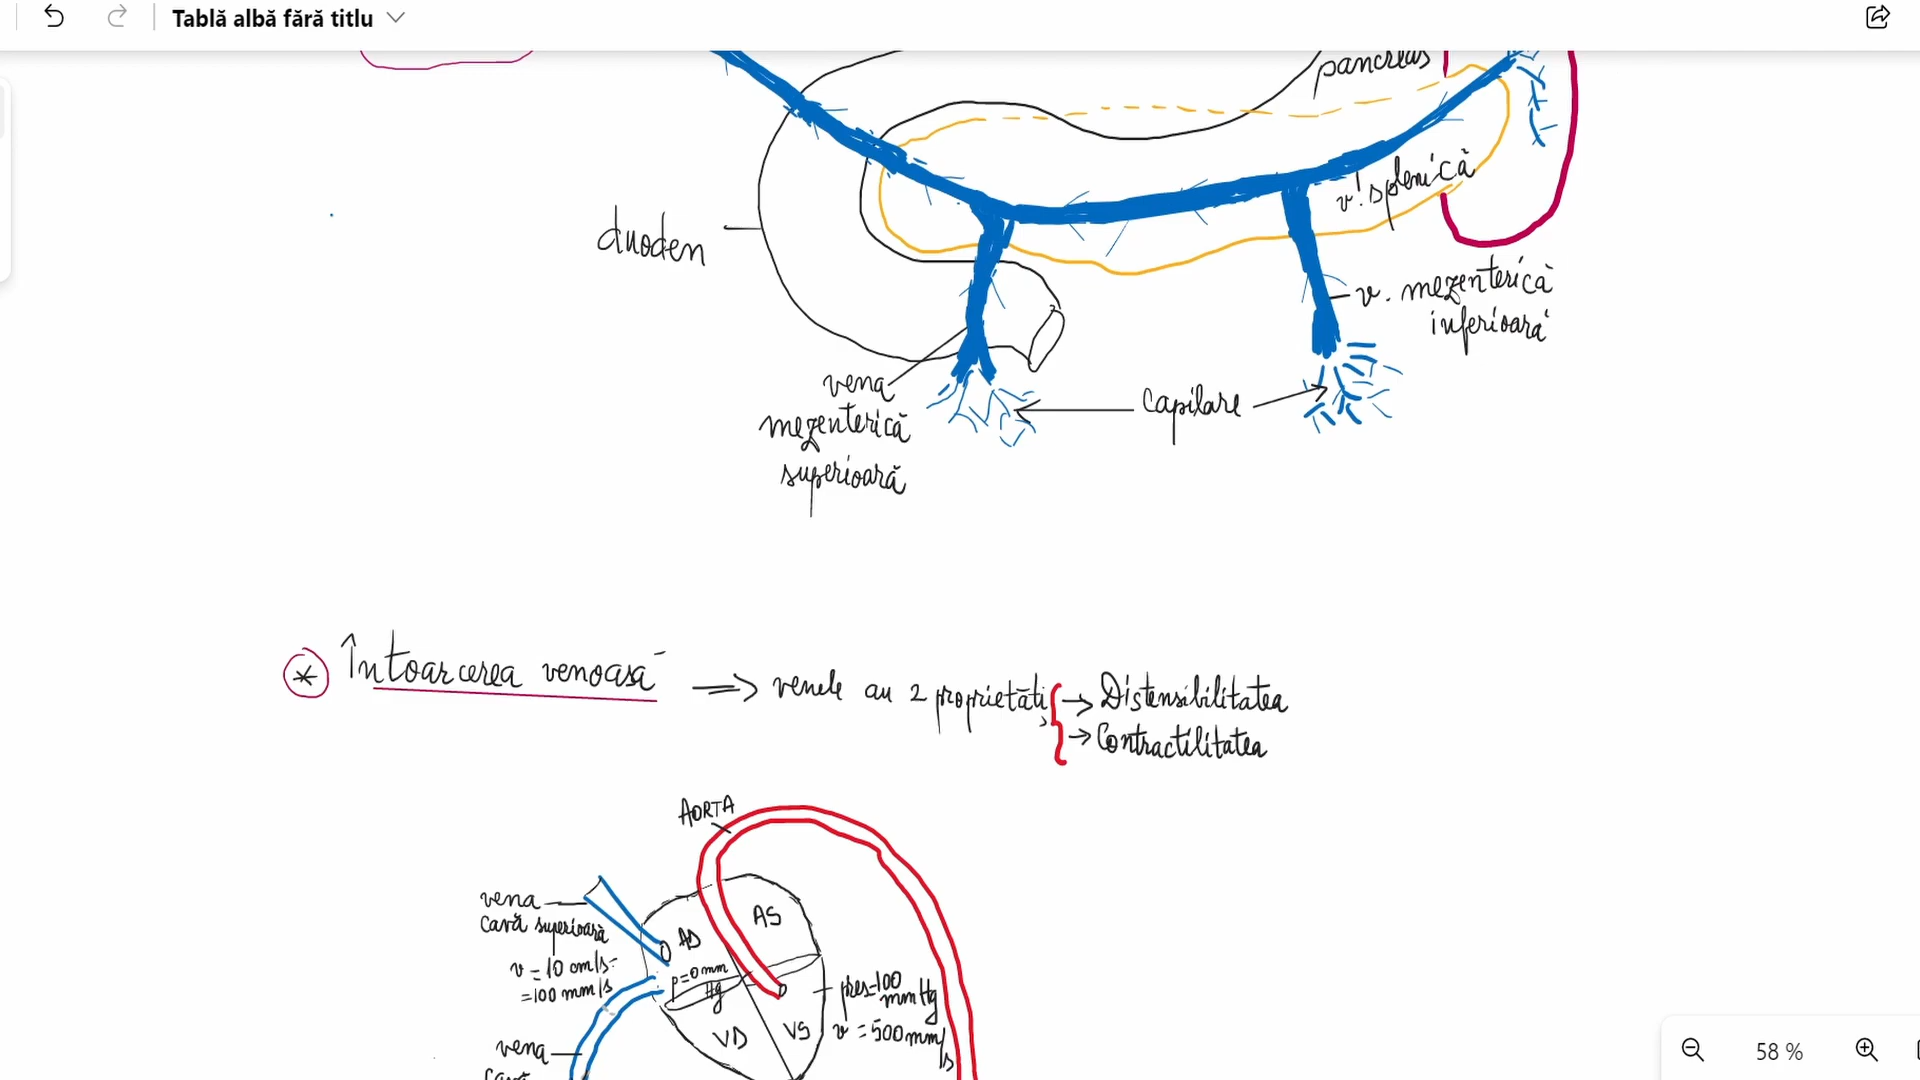 Tablă albă fără titlu
pancreas
v. splenică
duoden
v. mezenterică
inferioară
vena
mezenterică
superioară
Capilare
* Întoarcerea venoasă => venele au 2 proprietăți → Distensibilitatea
→ Contractilitatea
AORTA
vena
cavă superioară
v = 10 cm/s =
= 100 mm/s
AD
AS
p=0 mm
Hg
VD
VS
pres=100
mmHg
v = 500 mm/s
vena
cavă
58 %